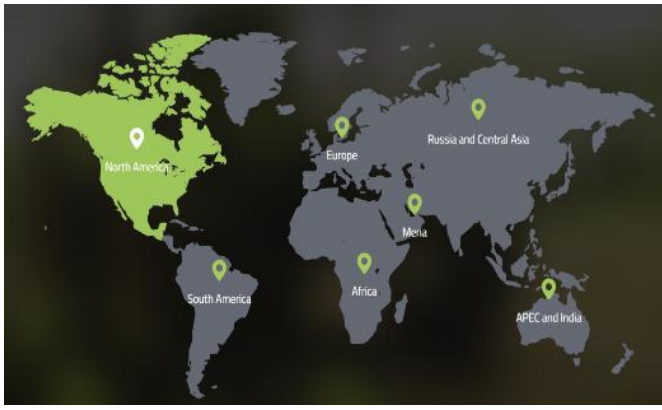 Russia and Central Asia
Europe
North America
Mena
Africa
South America
APEC and India